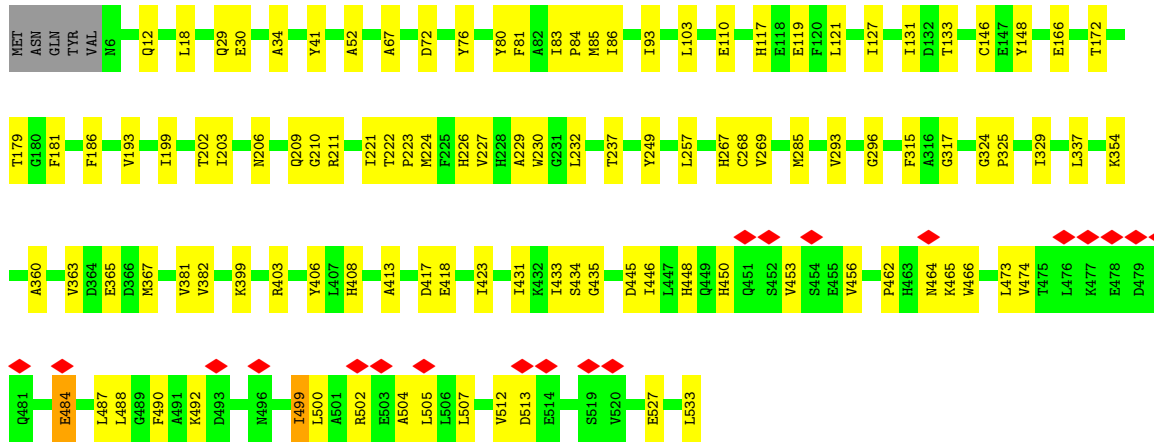 MET ASN GLN TYR VAL N6 Q12 L18 Q29 E30 A34 Y41 A52 A67 D72 Y76 Y80 F81 A82 I83 P84 M85 I86 I93 L103 E110 H117 E118 E119 F120 L121 I127 I131 D132 T133 C146 E147 Y148 E166 T172
T179 G180 F181 F186 V193 I199 T202 I203 N206 Q209 G210 R211 I221 T222 P223 M224 F225 H226 V227 H228 A229 W230 G231 L232 T237 Y249 L257 H267 C268 V269 M285 V293 G296 F315 A316 G317 G324 P325 I329 L337 K354
A360 V363 D364 E365 D366 M367 V381 V382 K399 R403 Y406 L407 H408 A413 D417 E418 I423 I431 K432 I433 S434 G435 D445 I446 L447 H448 Q449 H450 Q451 S452 V453 S454 E455 V456 P462 H463 N464 K465 W466 L473 V474 T475 L476 K477 E478 D479
Q481 E484 L487 L488 G489 F490 A491 K492 D493 N496 I499 L500 A501 R502 E503 A504 L505 L506 L507 V512 D513 E514 S519 V520 E527 L533